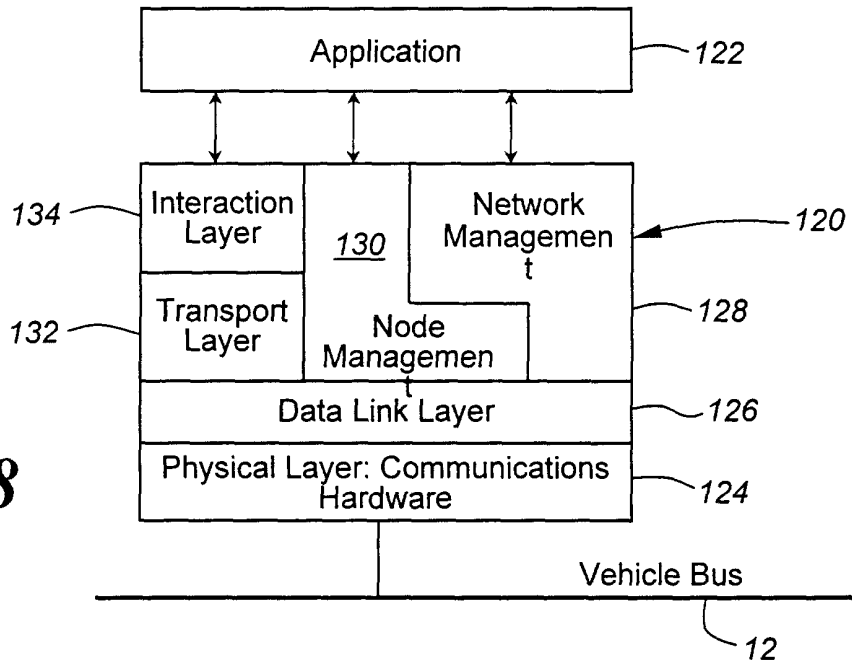 Application
122
Interaction
Layer
134
130
Network
Managemen
t
120
Transport
Layer
132
Node
Managemen
t
128
Data Link Layer
126
Physical Layer: Communications
Hardware
124
8
Vehicle Bus
12